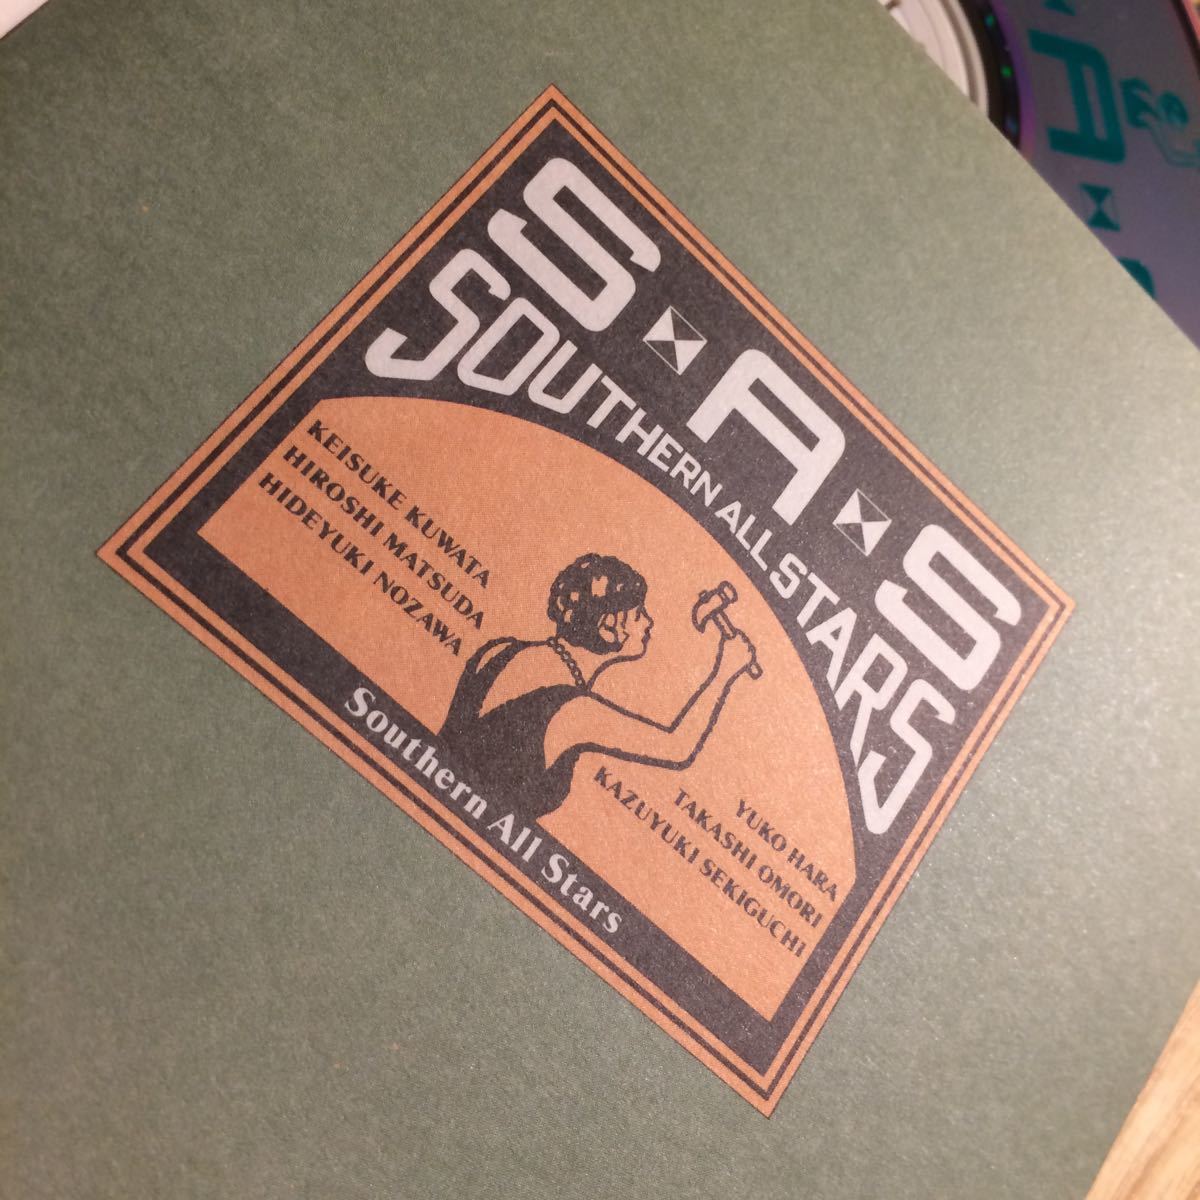 S A S
SOUTHERN ALL STARS
KEISUKE KUWATA
HIROSHI MATSUDA
HIDEYUKI NOZAWA
YUKO HARA
TAKASHI OMORI
KAZUYUKI SEKIGUCHI
Southern All Stars